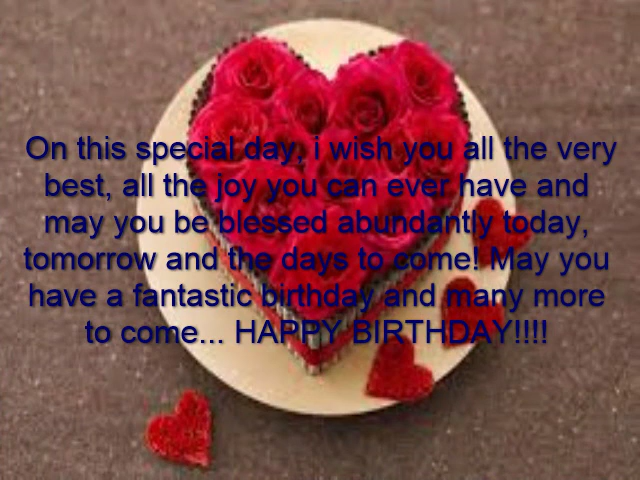 On this special day, i wish you all the very
best, all the joy you can ever have and
may you be blessed abundantly today,
tomorrow and the days to come! May you
have a fantastic birthday and many more
to come... HAPPY BIRTHDAY!!!!